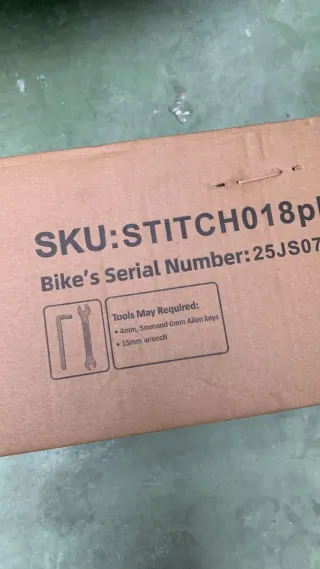 SKU:STITCH018pl
Bike's Serial Number: 25JS07
Tools May Required:
• 4mm, 5mmand 6mm Allen keys
• 15mm wrench